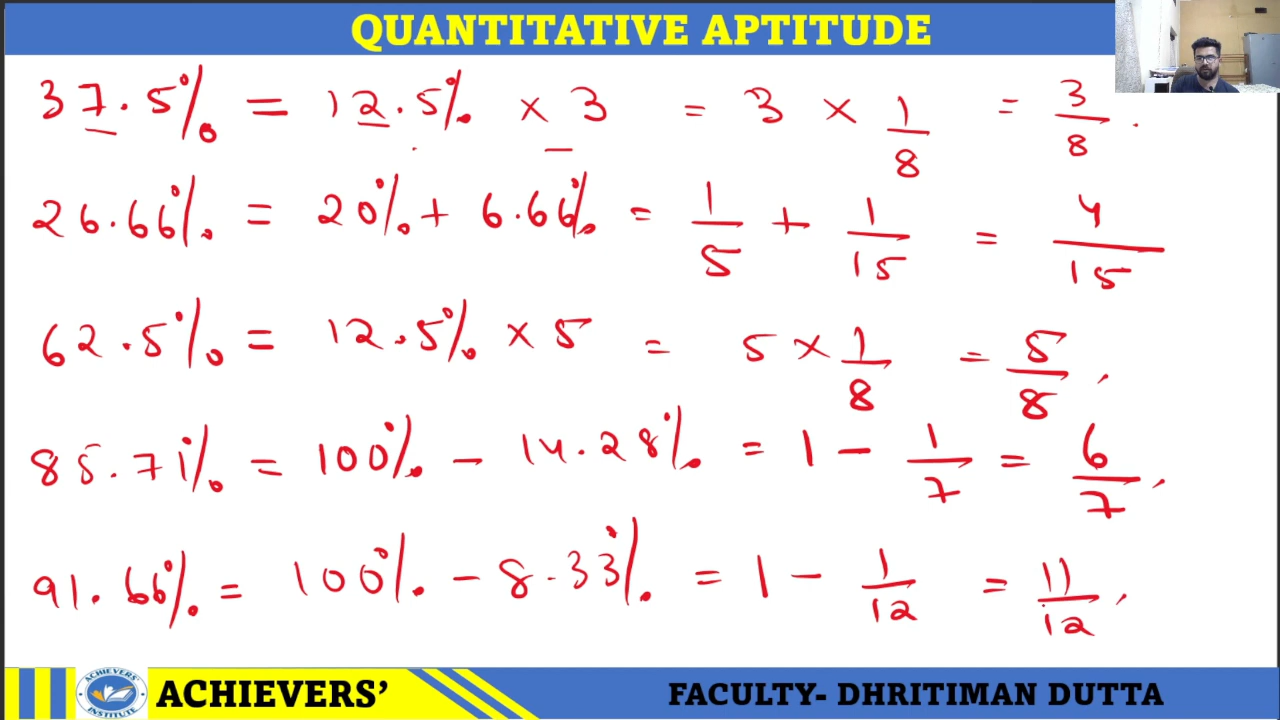 QUANTITATIVE APTITUDE
37.5% = 12.5% × 3 = 3 × 1/8 = 3/8.
26.66% = 20% + 6.66% = 1/5 + 1/15 = 4/15
62.5% = 12.5% × 5 = 5 × 1/8 = 5/8,
85.71% = 100% - 14.28% = 1 - 1/7 = 6/7,
91.66% = 100% - 8.33% = 1 - 1/12 = 11/12,
ACHIEVERS'
INSTITUTE
ACHIEVERS’
FACULTY- DHRITIMAN DUTTA